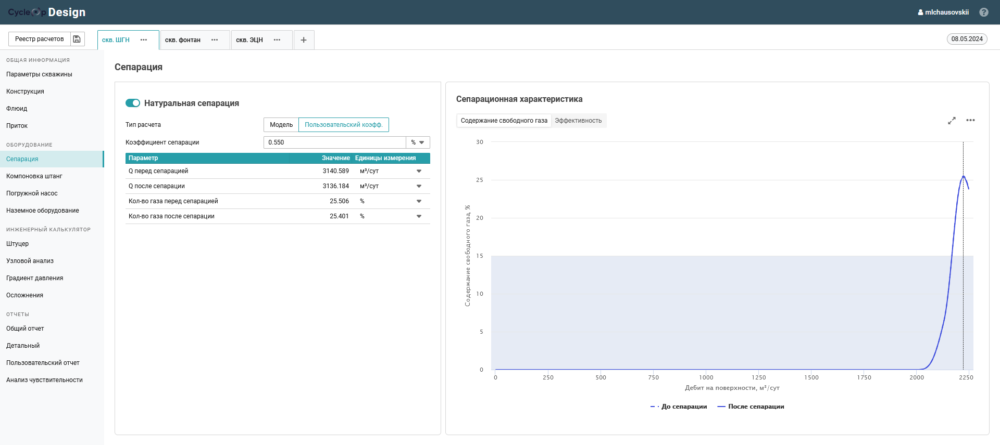 CycleOp Design
mlchausovskii
?
Реестр расчетов
скв. ШГН
скв. фонтан
скв. ЭЦН
+
08.05.2024
ОБЩАЯ ИНФОРМАЦИЯ
Параметры скважины
Конструкция
Флюид
Приток
ОБОРУДОВАНИЕ
Сепарация
Компоновка штанг
Погружной насос
Наземное оборудование
ИНЖЕНЕРНЫЙ КАЛЬКУЛЯТОР
Штуцер
Узловой анализ
Градиент давления
Осложнения
ОТЧЕТЫ
Общий отчет
Детальный
Пользовательский отчет
Анализ чувствительности
Сепарация
Натуральная сепарация
Тип расчета Модель Пользовательский коэфф.
Коэффициент сепарации 0.550 %
Параметр Значение Единицы измерения
Q перед сепарацией 3140.589 м³/сут
Q после сепарации 3136.184 м³/сут
Кол-во газа перед сепарацией 25.506 %
Кол-во газа после сепарации 25.401 %
Сепарационная характеристика
Содержание свободного газа Эффективность
Содержание свободного газа, %
30
25
20
15
10
5
0
0 250 500 750 1000 1250 1500 1750 2000 2250
Дебит на поверхности, м³/сут
До сепарации После сепарации